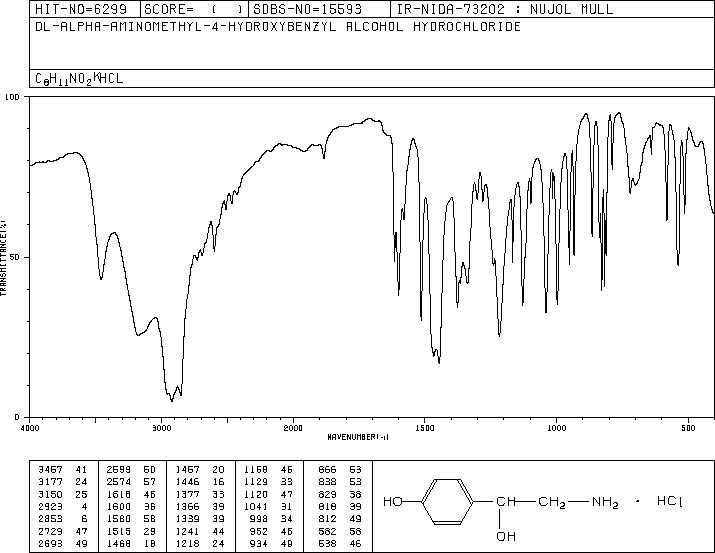 HIT-NO=6299 SCORE= ( ) SDBS-NO=15593 IR-NIDA-73202 : NUJOL MULL
DL-ALPHA-AMINOMETHYL-4-HYDROXYBENZYL ALCOHOL HYDROCHLORIDE
C8H11NO2·HCL
100
50
0
TRANSMITTANCE(%)
4000 3000 2000 1500 1000 500
WAVENUMBER(-1)
3457 41 2599 50 1457 20 1168 46 866 53
3177 24 2574 57 1446 16 1129 33 838 53
3150 25 1618 46 1377 33 1120 47 829 38
2923 4 1600 36 1366 39 1041 31 818 39
2853 6 1580 58 1339 39 998 34 812 49
2729 47 1515 29 1241 44 952 46 582 58
2693 49 1468 18 1218 24 934 49 538 46
HO CH CH2 NH2 · HCl
OH